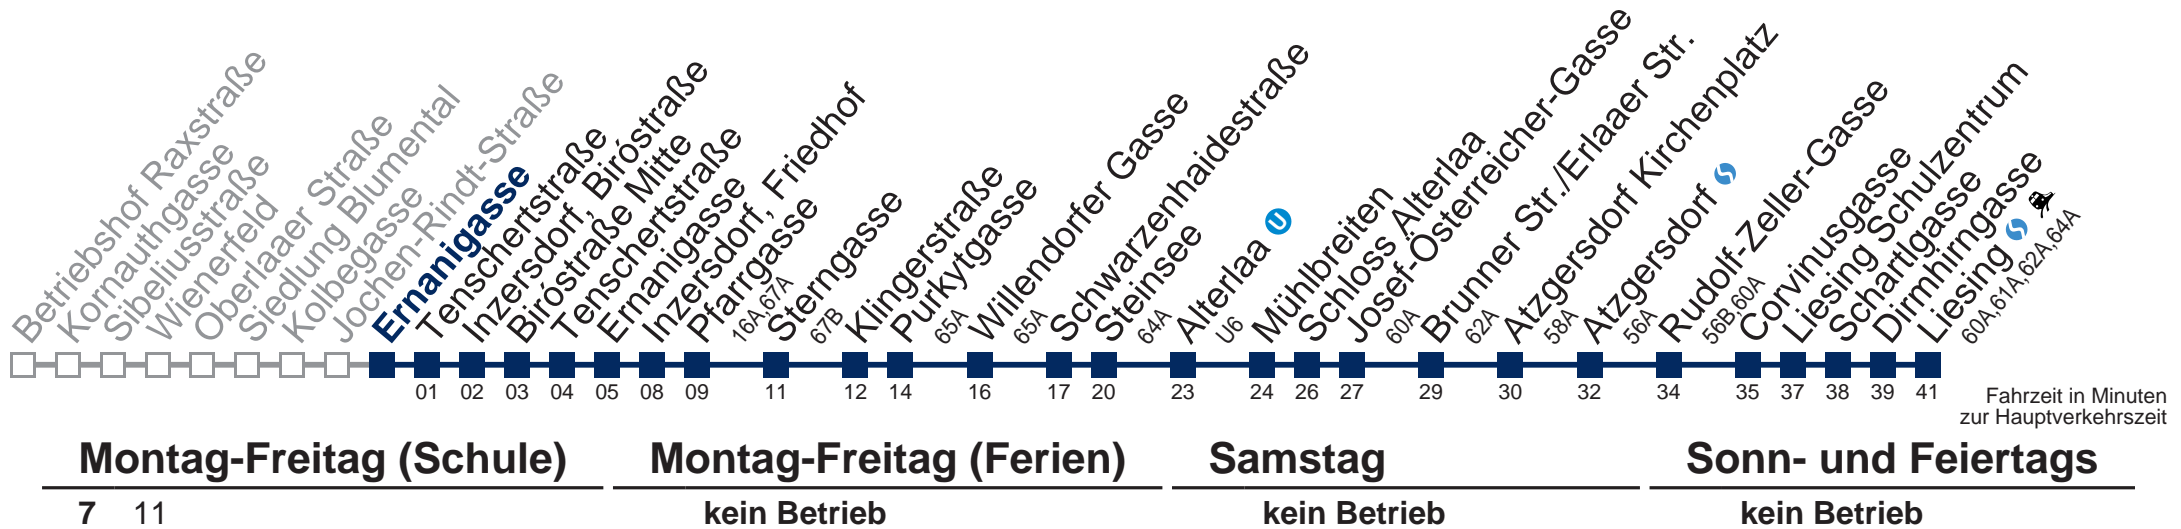 Betriebshof Raxstraße
Kornauthgasse
Sibeliusstraße
Wienerfeld
Oberlaaer Straße
Siedlung Blumental
Kolbegasse
Jochen-Rindt-Straße
Ernanigasse
Tenschertstraße
Inzersdorf, Biróstraße
Biróstraße Mitte
Tenschertstraße
Ernanigasse
Inzersdorf, Friedhof
Pfarrgasse
16A,67A
Sterngasse
67B
Klingerstraße
Purkytgasse
65A
Willendorfer Gasse
65A
Schwarzenhaidestraße
Steinsee
64A
Alterlaa U
U6
Mühlbreiten
Schloss Alterlaa
Josef-Österreicher-Gasse
60A
Brunner Str./Erlaaer Str.
62A
Atzgersdorf Kirchenplatz
58A
Atzgersdorf
56A
Rudolf-Zeller-Gasse
56B,60A
Corvinusgasse
Liesing Schulzentrum
Schartlgasse
Dirmhirngasse
Liesing
60A,61A,62A,64A
01 02 03 04 05 08 09 11 12 14 16 17 20 23 24 26 27 29 30 32 34 35 37 38 39 41
Fahrzeit in Minuten
zur Hauptverkehrszeit
Montag-Freitag (Schule) Montag-Freitag (Ferien) Samstag Sonn- und Feiertags
7 11 kein Betrieb kein Betrieb kein Betrieb